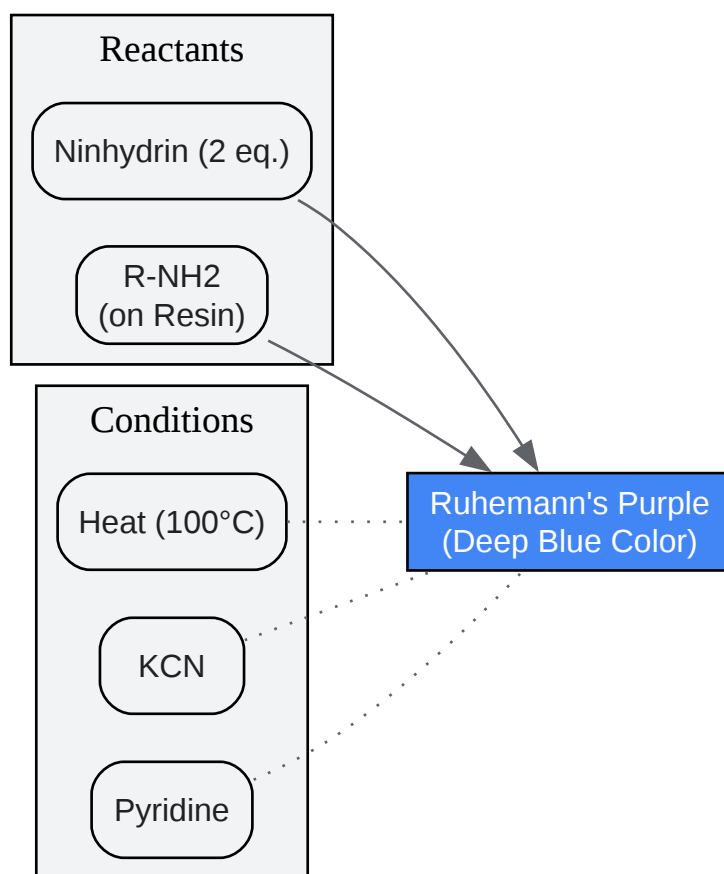 Reactants
Ninhydrin (2 eq.)
R-NH2
(on Resin)
Conditions
Heat (100°C)
KCN
Pyridine
Ruhemann's Purple
(Deep Blue Color)